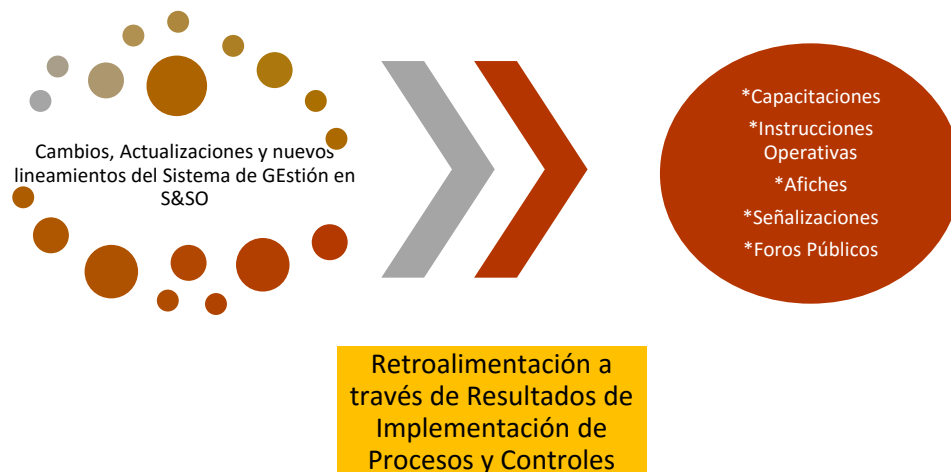 Cambios, Actualizaciones y nuevos
lineamientos del Sistema de GEstión en
S&SO
*Capacitaciones
*Instrucciones
Operativas
*Afiches
*Señalizaciones
*Foros Públicos
Retroalimentación a
través de Resultados de
Implementación de
Procesos y Controles